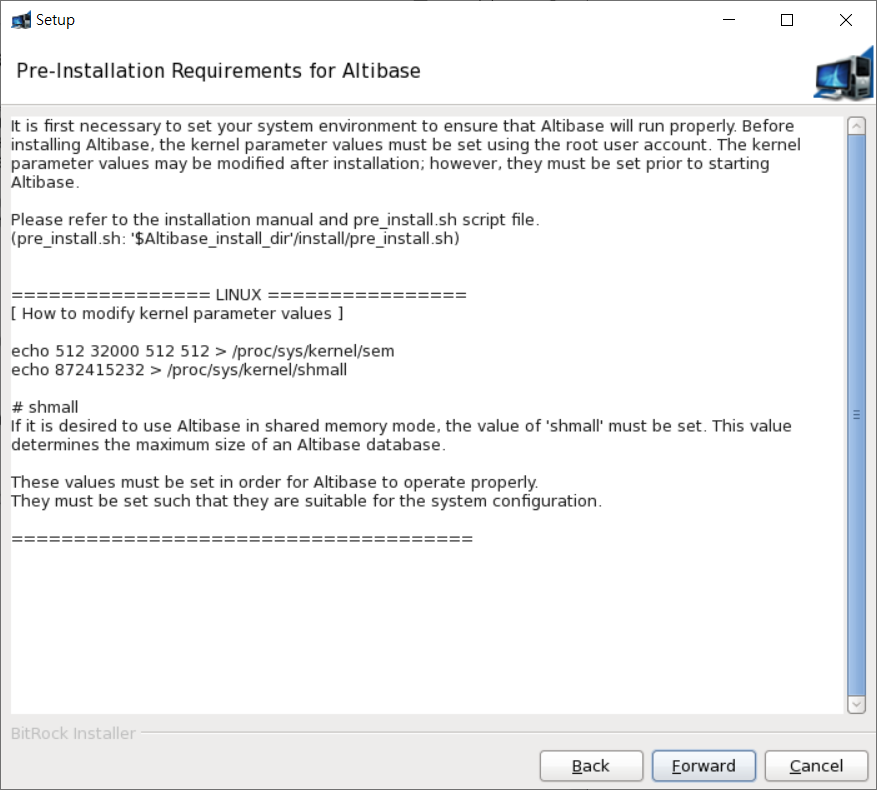 Setup
Pre-Installation Requirements for Altibase
It is first necessary to set your system environment to ensure that Altibase will run properly. Before
installing Altibase, the kernel parameter values must be set using the root user account. The kernel
parameter values may be modified after installation; however, they must be set prior to starting
Altibase.
Please refer to the installation manual and pre_install.sh script file.
(pre_install.sh: '$Altibase_install_dir'/install/pre_install.sh)
================ LINUX ================
[ How to modify kernel parameter values ]
echo 512 32000 512 512 > /proc/sys/kernel/sem
echo 872415232 > /proc/sys/kernel/shmall
# shmall
If it is desired to use Altibase in shared memory mode, the value of 'shmall' must be set. This value
determines the maximum size of an Altibase database.
These values must be set in order for Altibase to operate properly.
They must be set such that they are suitable for the system configuration.
=====================================
BitRock Installer
Back
Forward
Cancel